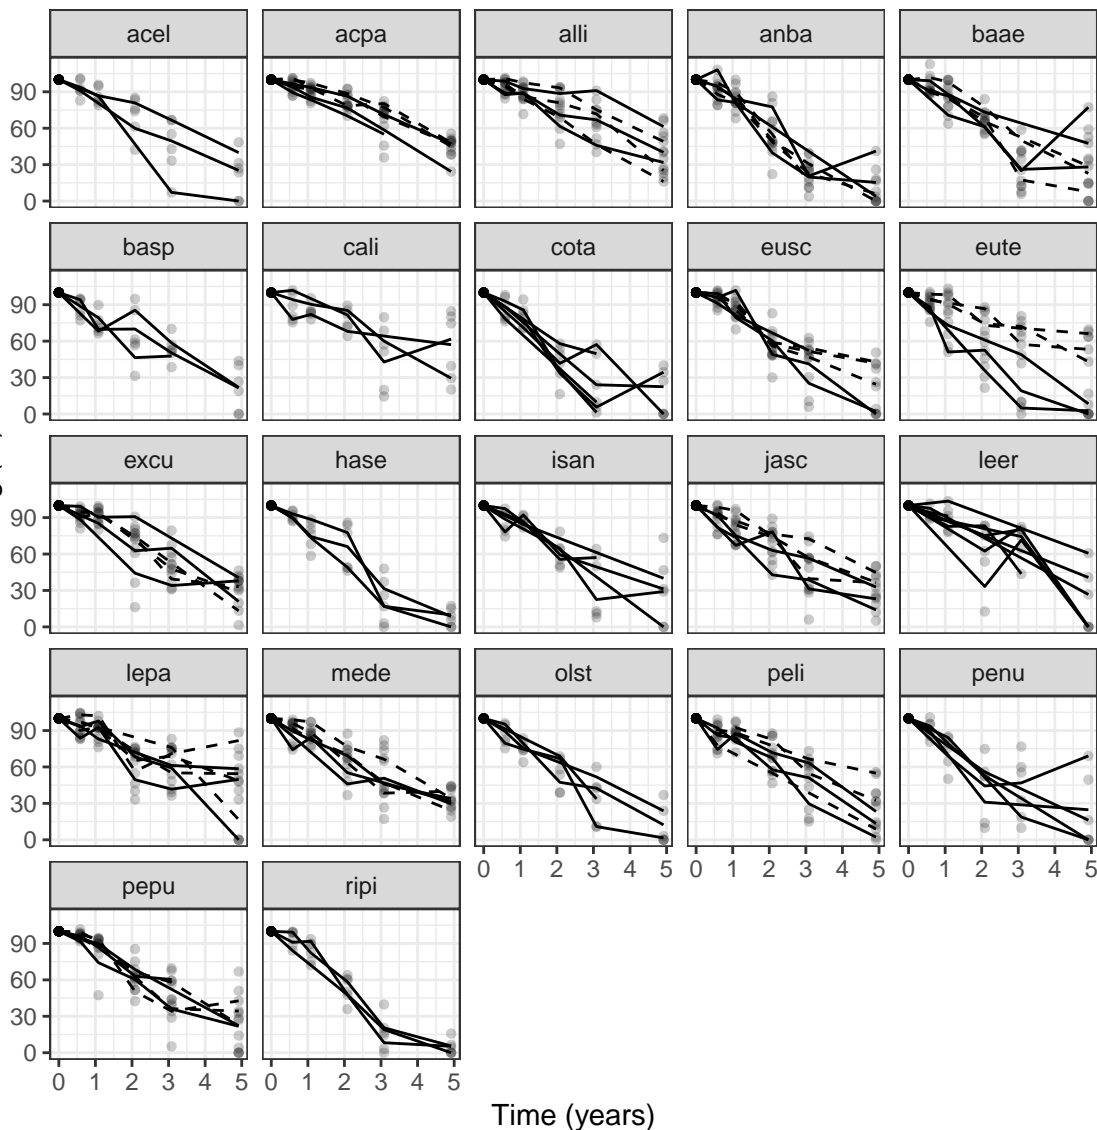 acel acpa alli anba baae
90
60
30
0
basp cali cota eusc eute
90
60
30
0
excu hase isan jasc leer
90
60
30
0
lepa mede olst peli penu
90
60
30
0
0 1 2 3 4 5 0 1 2 3 4 5 0 1 2 3 4 5
pepu ripi
90
60
30
0
0 1 2 3 4 5 0 1 2 3 4 5
Time (years)